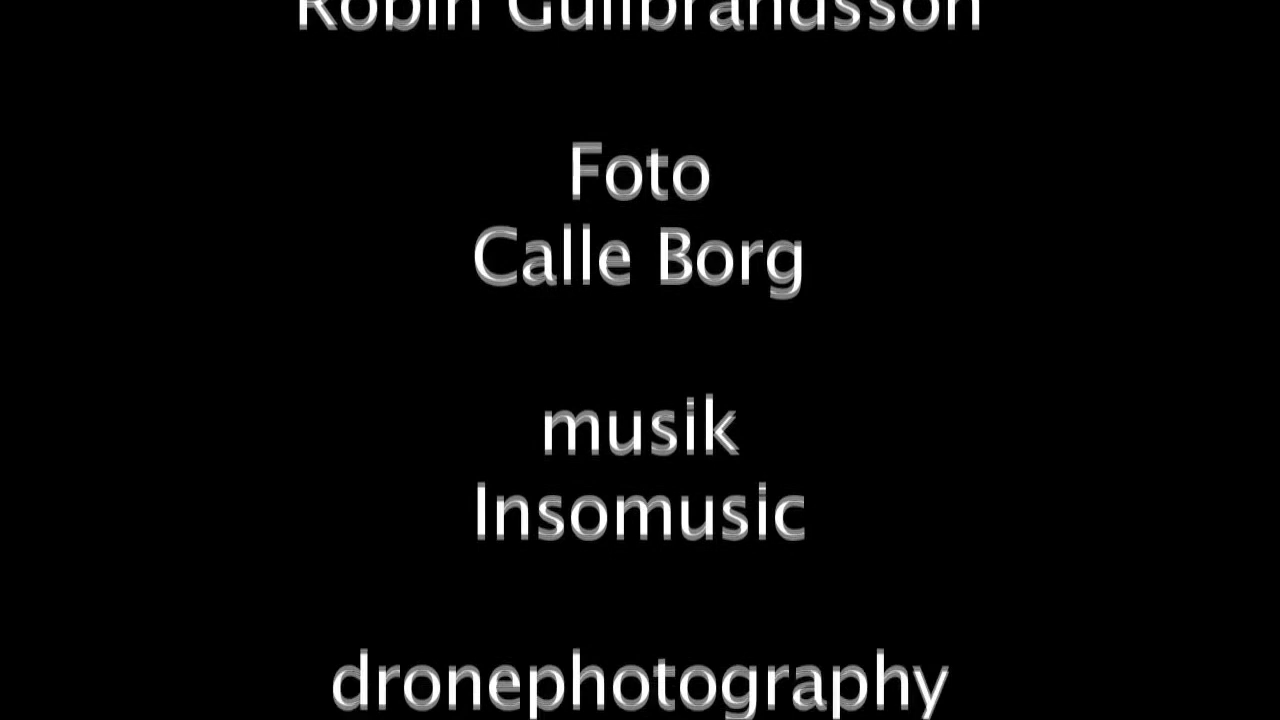 Robin Gullbrandsson
Foto
Calle Borg
musik
Insomusic
dronephotography